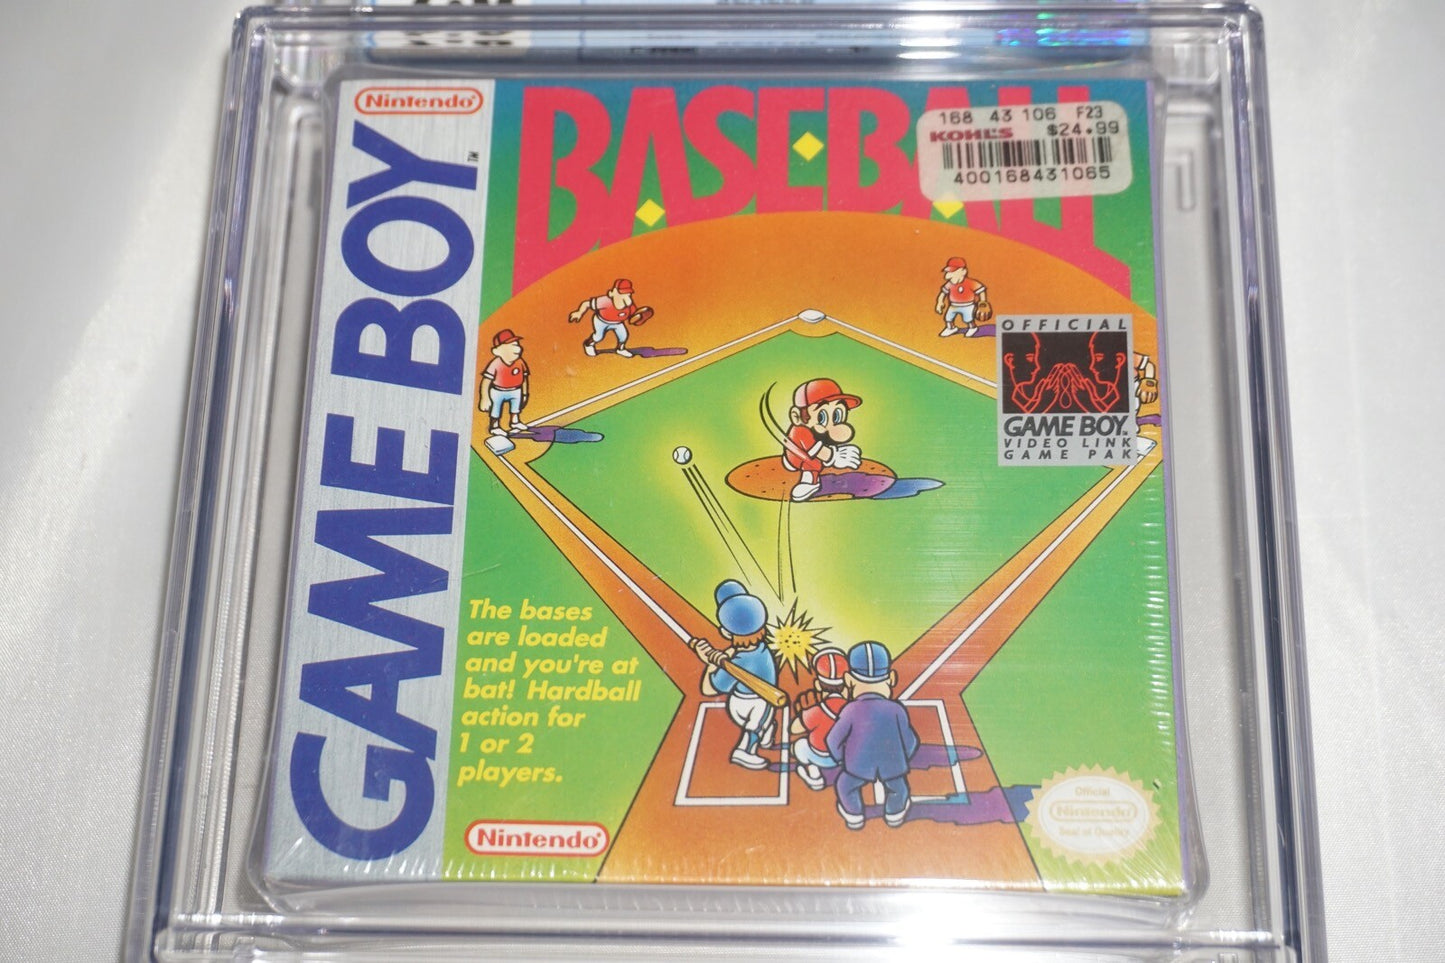 Nintendo
GAME BOY
TM
BASEBALL
168 43 106 F23
KOHL'S $24.99
400168431065
OFFICIAL
GAME BOY
TM
VIDEO LINK
GAME PAK
The bases
are loaded
and you're at
bat! Hardball
action for
1 or 2
players.
Nintendo
Official
Nintendo
Seal of Quality